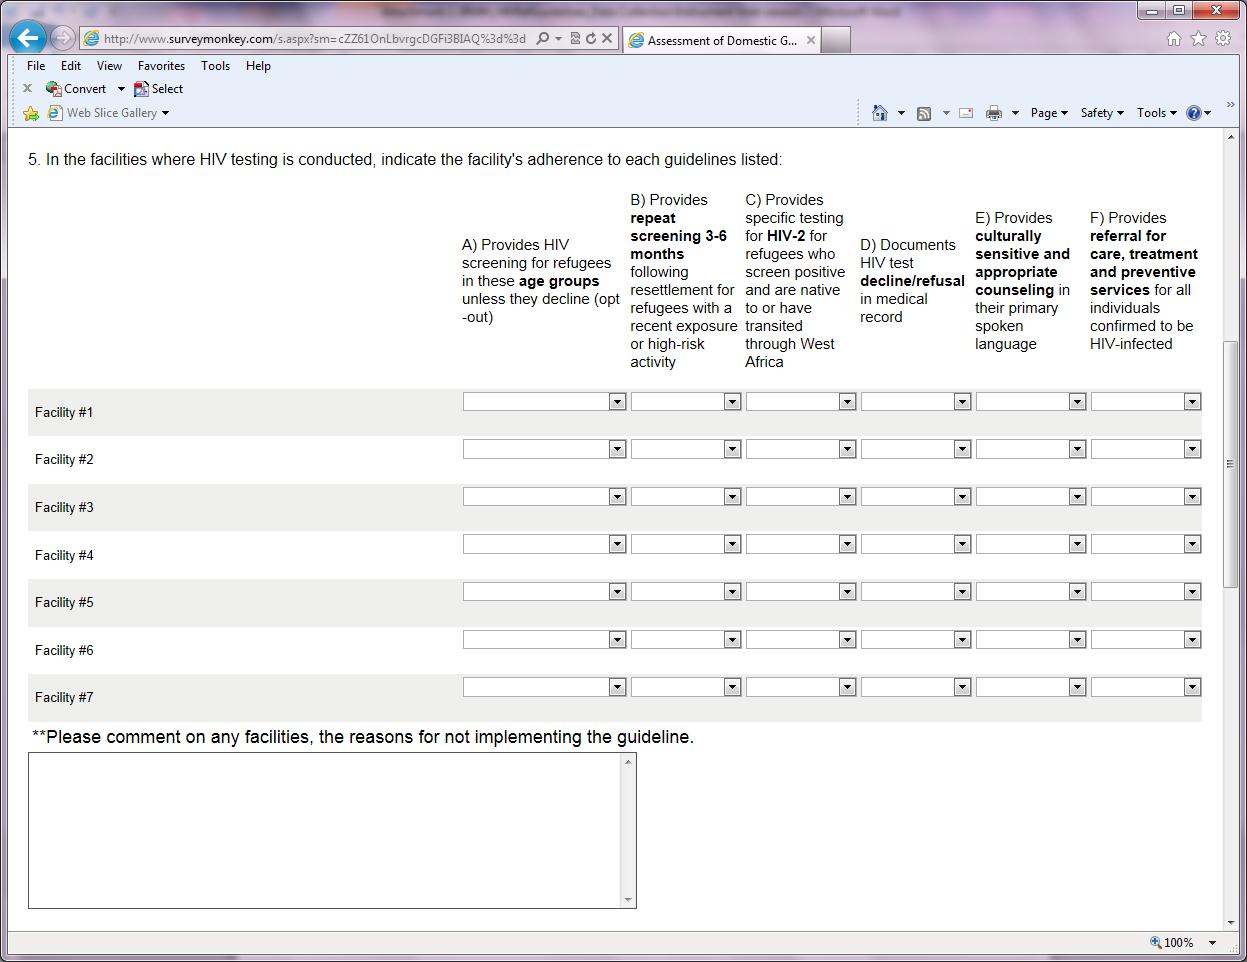 http://www.surveymonkey.com/s.aspx?sm=cZZ61OnLbvrgcDGFi3BIAQ%3d%3d
Assessment of Domestic G...
File Edit View Favorites Tools Help
x Convert Select
Web Slice Gallery
Page Safety Tools
5. In the facilities where HIV testing is conducted, indicate the facility's adherence to each guidelines listed:
A) Provides HIV
screening for refugees
in these age groups
unless they decline (opt
-out)
B) Provides
repeat
screening 3-6
months
following
resettlement for
refugees with a
recent exposure
or high-risk
activity
C) Provides
specific testing
for HIV-2 for
refugees who
screen positive
and are native
to or have
transited
through West
Africa
D) Documents
HIV test
decline/refusal
in medical
record
E) Provides
culturally
sensitive and
appropriate
counseling in
their primary
spoken
language
F) Provides
referral for
care, treatment
and preventive
services for all
individuals
confirmed to be
HIV-infected
Facility #1
Facility #2
Facility #3
Facility #4
Facility #5
Facility #6
Facility #7
**Please comment on any facilities, the reasons for not implementing the guideline.
100%